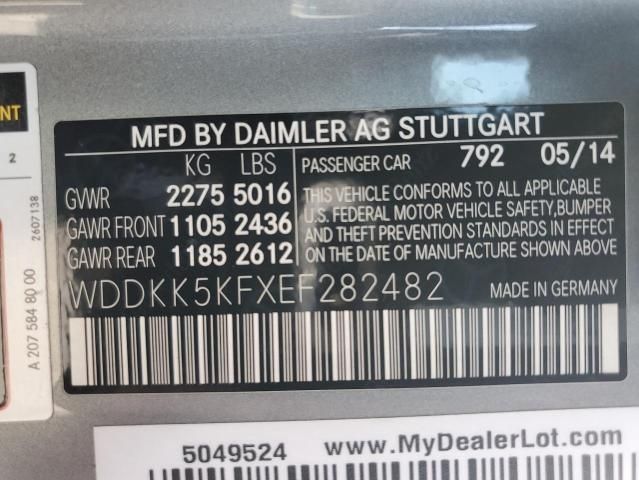 MFD BY DAIMLER AG STUTTGART
KG LBS
GVWR 2275 5016
GAWR FRONT 1105 2436
GAWR REAR 1185 2612
PASSENGER CAR 792 05/14
THIS VEHICLE CONFORMS TO ALL APPLICABLE
U.S. FEDERAL MOTOR VEHICLE SAFETY,BUMPER
AND THEFT PREVENTION STANDARDS IN EFFECT
ON THE DATE OF MANUFACTURE SHOWN ABOVE.
WDDKK5KFXEF282482
MADE IN GERMANY
2
2607138
A 207 584 80 00
5049524 www.MyDealerLot.com